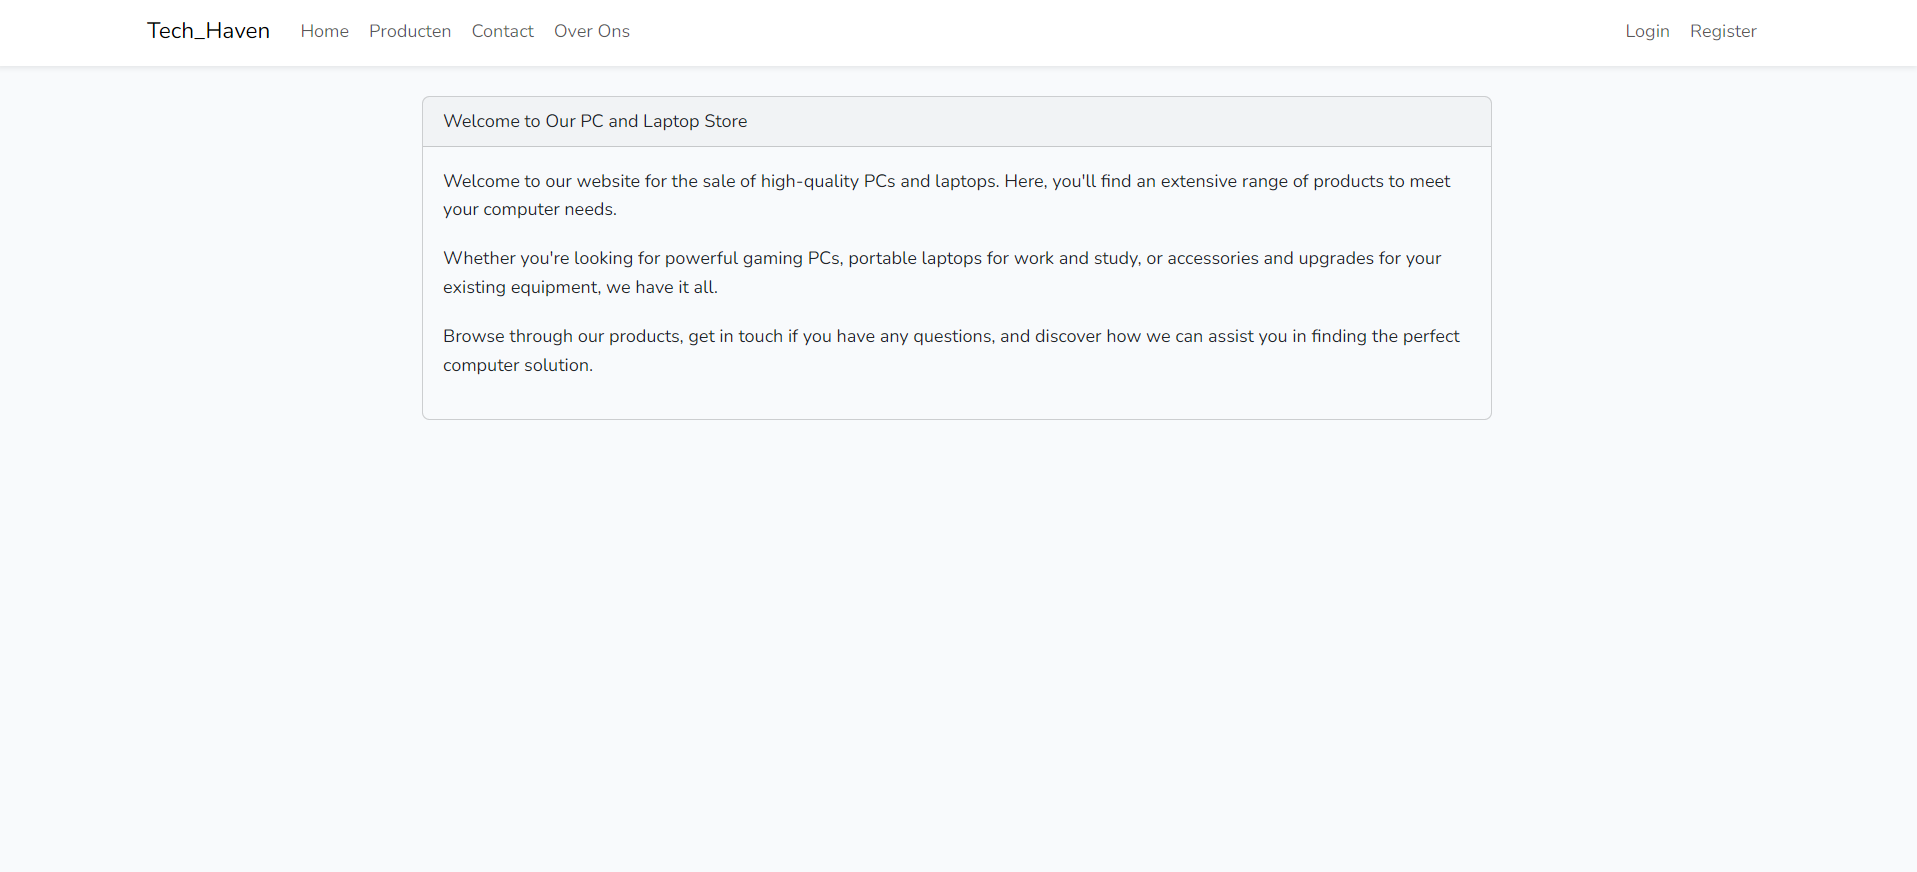 Tech_Haven Home Producten Contact Over Ons Login Register
Welcome to Our PC and Laptop Store
Welcome to our website for the sale of high-quality PCs and laptops. Here, you'll find an extensive range of products to meet
your computer needs.
Whether you're looking for powerful gaming PCs, portable laptops for work and study, or accessories and upgrades for your
existing equipment, we have it all.
Browse through our products, get in touch if you have any questions, and discover how we can assist you in finding the perfect
computer solution.